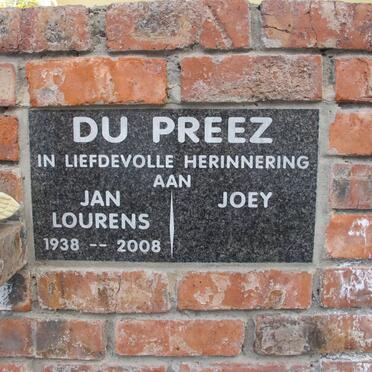 DU PREEZ
IN LIEFDEVOLLE HERINNERING
AAN
JAN
LOURENS
1938 -- 2008
JOEY